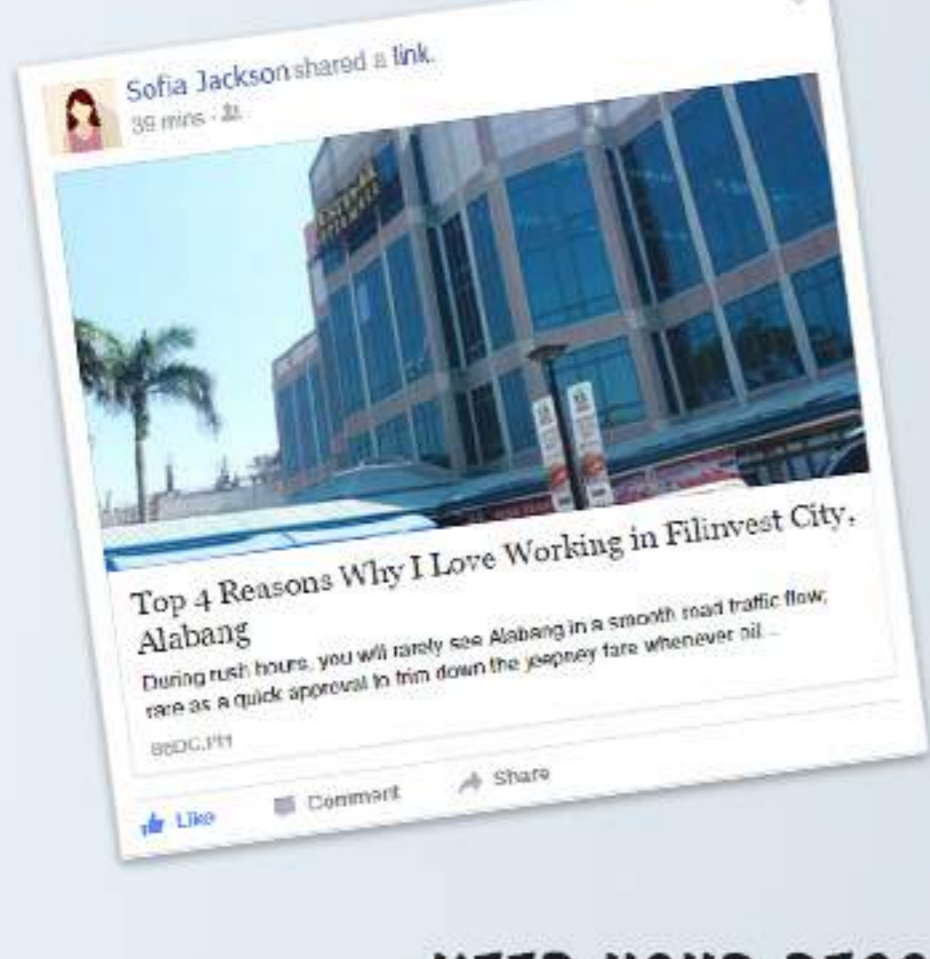 Sofia Jackson shared a link.
39 mins ·
Top 4 Reasons Why I Love Working in Filinvest City,
Alabang
During rush hours, you will rarely see Alabang in a smooth road traffic flow;
rare as a quick approval to trim down the jeepney fare whenever oil...
Like Comment Share